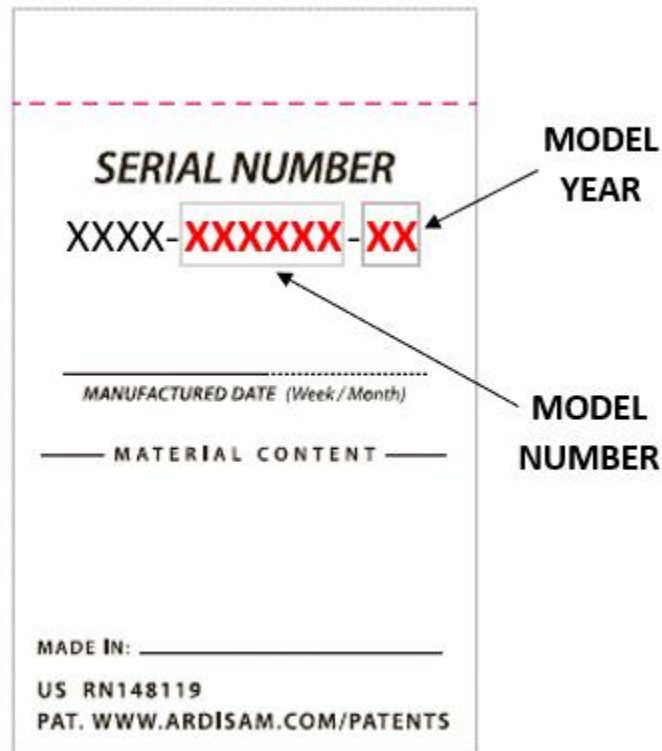 SERIAL NUMBER
XXXX-XXXXXX-XX
MODEL
YEAR
MANUFACTURED DATE (Week / Month)
MODEL
NUMBER
MATERIAL CONTENT
MADE IN:
US RN148119
PAT. WWW.ARDISAM.COM/PATENTS